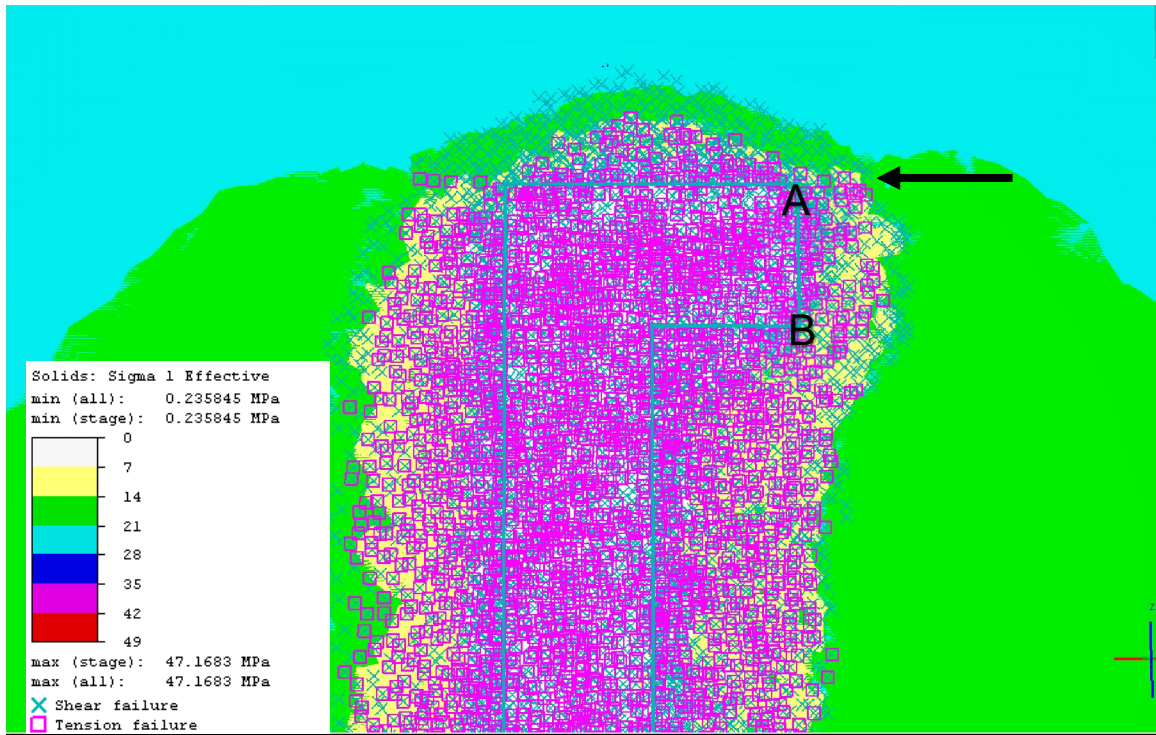 A
B
Solids: Sigma 1 Effective
min (all): 0.235845 MPa
min (stage): 0.235845 MPa
0
7
14
21
28
35
42
49
max (stage): 47.1683 MPa
max (all): 47.1683 MPa
Shear failure
Tension failure
z